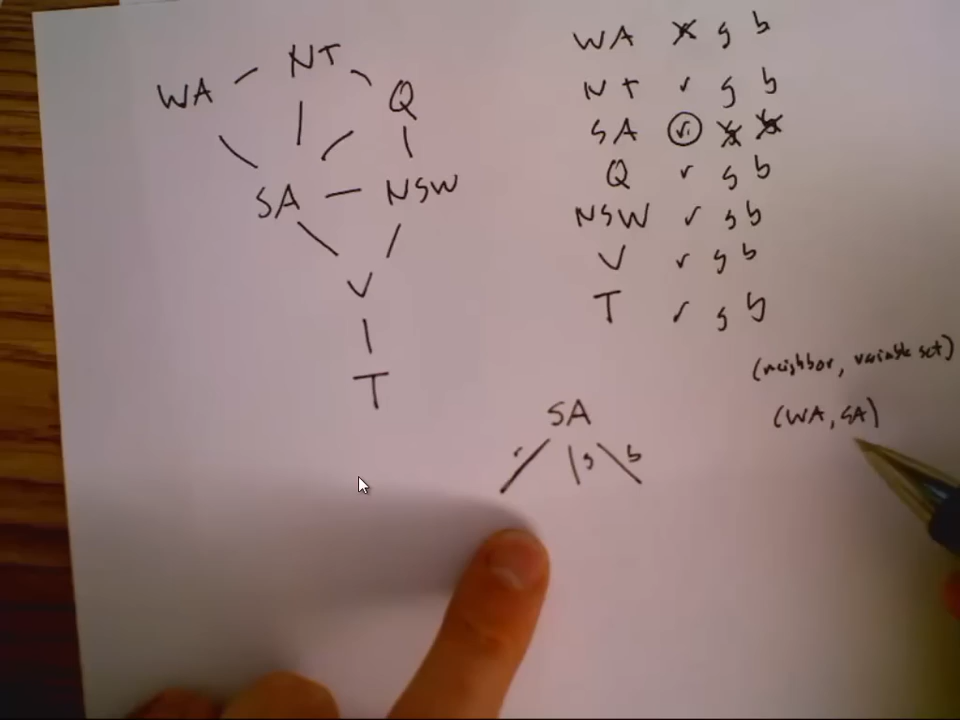 NT
WA
Q
SA
NSW
V
T
WA r g b
NT r g b
SA r g b
Q r g b
NSW r g b
V r g b
T r g b
(neighbor, variable set)
(WA, SA)
SA
r g b